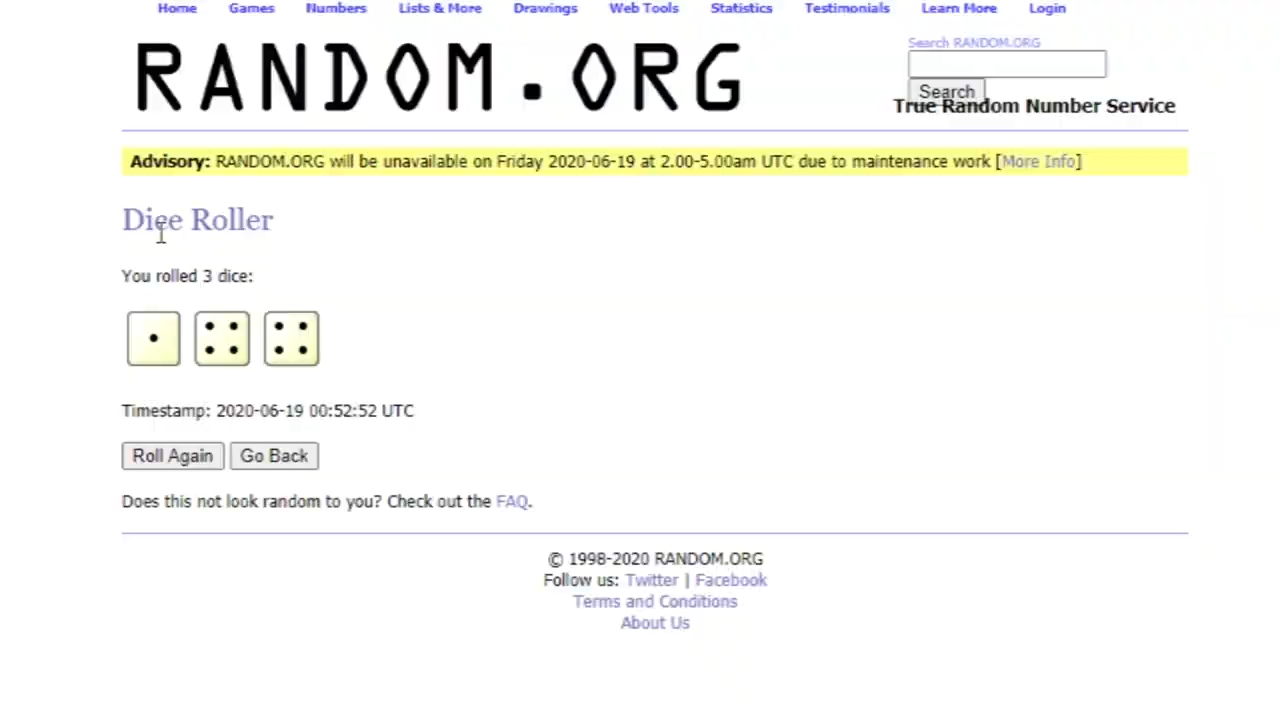 Home Games Numbers Lists & More Drawings Web Tools Statistics Testimonials Learn More Login
RANDOM.ORG
Search RANDOM.ORG
Search
True Random Number Service
Advisory: RANDOM.ORG will be unavailable on Friday 2020-06-19 at 2.00-5.00am UTC due to maintenance work [More Info]
Dice Roller
You rolled 3 dice:
Timestamp: 2020-06-19 00:52:52 UTC
Roll Again Go Back
Does this not look random to you? Check out the FAQ.
© 1998-2020 RANDOM.ORG
Follow us: Twitter | Facebook
Terms and Conditions
About Us